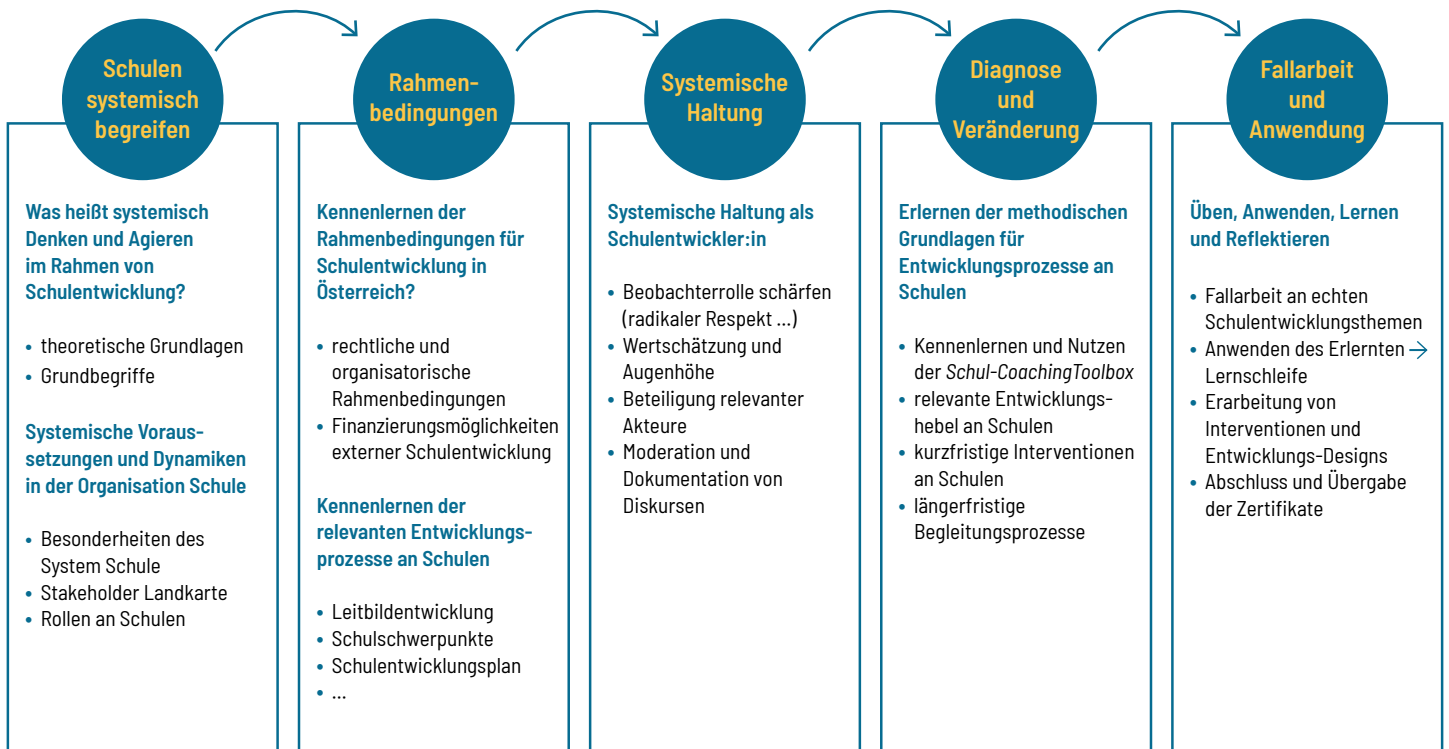 Schulen
systemisch
begreifen
Was heißt systemisch
Denken und Agieren
im Rahmen von
Schulentwicklung?
• theoretische Grundlagen
• Grundbegriffe
Systemische Voraus-
setzungen und Dynamiken
in der Organisation Schule
• Besonderheiten des
System Schule
• Stakeholder Landkarte
• Rollen an Schulen
Rahmen-
bedingungen
Kennenlernen der
Rahmenbedingungen für
Schulentwicklung in
Österreich?
• rechtliche und
organisatorische
Rahmenbedingungen
• Finanzierungsmöglichkeiten
externer Schulentwicklung
Kennenlernen der
relevanten Entwicklungs-
prozesse an Schulen
• Leitbildentwicklung
• Schulschwerpunkte
• Schulentwicklungsplan
• ...
Systemische
Haltung
Systemische Haltung als
Schulentwickler:in
• Beobachterrolle schärfen
(radikaler Respekt ...)
• Wertschätzung und
Augenhöhe
• Beteiligung relevanter
Akteure
• Moderation und
Dokumentation von
Diskursen
Diagnose
und
Veränderung
Erlernen der methodischen
Grundlagen für
Entwicklungsprozesse an
Schulen
• Kennenlernen und Nutzen
der Schul-CoachingToolbox
• relevante Entwicklungs-
hebel an Schulen
• kurzfristige Interventionen
an Schulen
• längerfristige
Begleitungsprozesse
Fallarbeit
und
Anwendung
Üben, Anwenden, Lernen
und Reflektieren
• Fallarbeit an echten
Schulentwicklungsthemen
• Anwenden des Erlernten →
Lernschleife
• Erarbeitung von
Interventionen und
Entwicklungs-Designs
• Abschluss und Übergabe
der Zertifikate